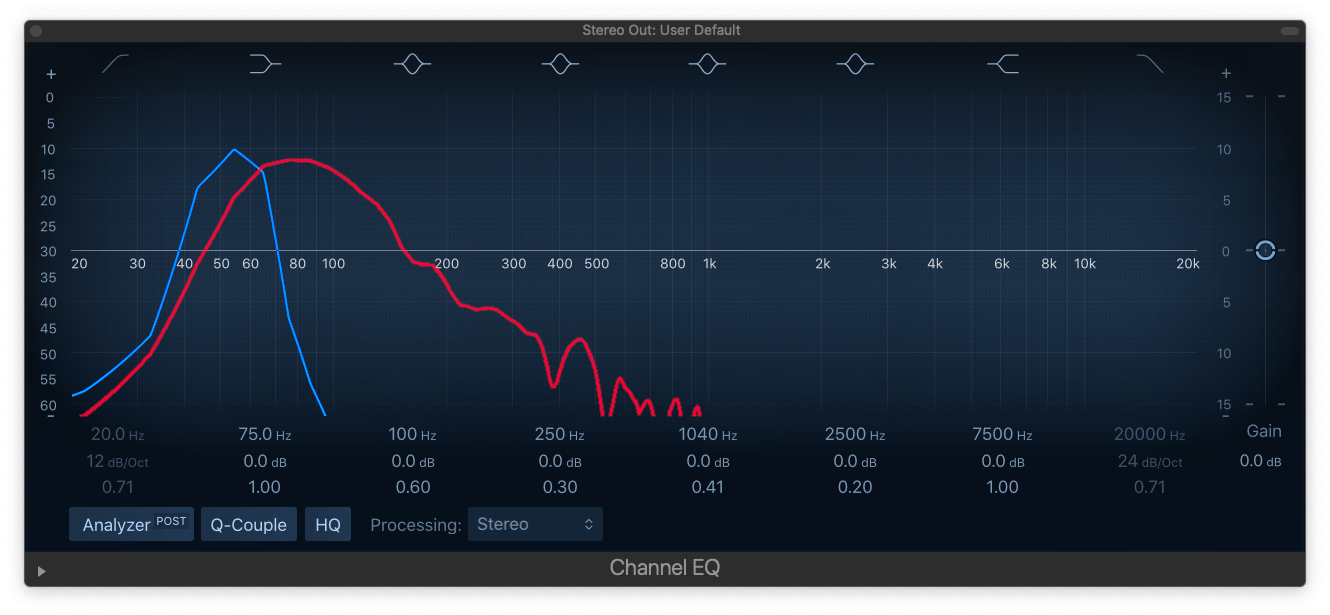 Stereo Out: User Default
+ +
0 15
5
10 10
15
20 5
25
30 0
20 30 40 50 60 80 100 200 300 400 500 800 1k 2k 3k 4k 6k 8k 10k 20k
35
40 5
45
50 10
55
60 15
- -
20.0 Hz 75.0 Hz 100 Hz 250 Hz 1040 Hz 2500 Hz 7500 Hz 20000 Hz Gain
12 dB/Oct 0.0 dB 0.0 dB 0.0 dB 0.0 dB 0.0 dB 0.0 dB 24 dB/Oct 0.0 dB
0.71 1.00 0.60 0.30 0.41 0.20 1.00 0.71
Analyzer POST Q-Couple HQ Processing: Stereo
Channel EQ